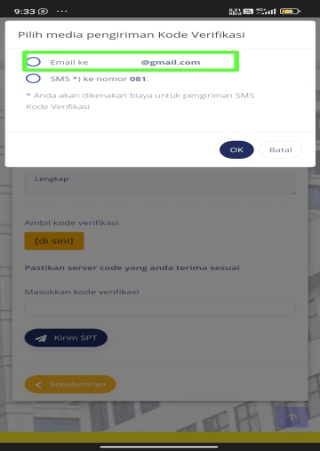 9:33
Pilih media pengiriman Kode Verifikasi
Email ke @gmail.com
SMS *) ke nomor 081.
* Anda akan dikenakan biaya untuk pengiriman SMS
Kode Verifikasi
OK Batal
Lengkap
Ambil kode verifikasi
[di sini]
Pastikan server code yang anda terima sesuai
Masukkan kode verifikasi
Kirim SPT
Sebelumnya